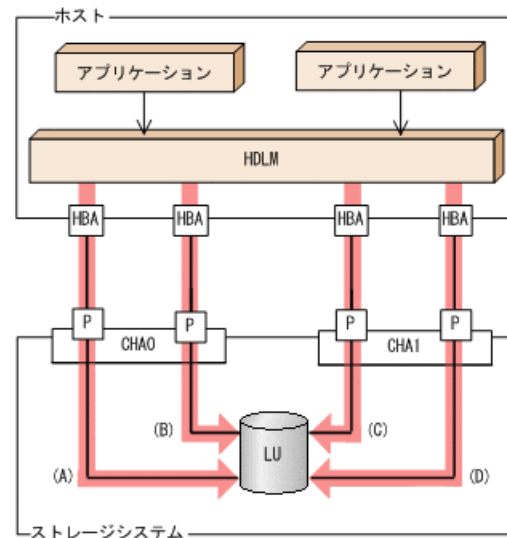 ホスト
アプリケーション アプリケーション
HDLM
HBA HBA HBA HBA
P P P P
CHA0 CHA1
(B) (C)
LU
(A) (D)
ストレージシステム